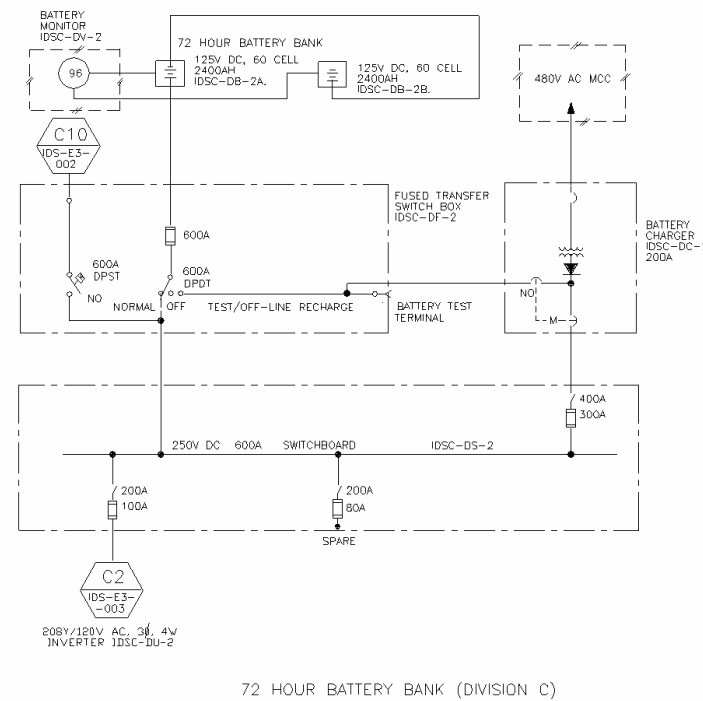 BATTERY
MONITOR
IDSC-DV-2
96
72 HOUR BATTERY BANK
125V DC, 60 CELL
2400AH
IDSC-DB-2A.
125V DC, 60 CELL
2400AH
IDSC-DB-2B.
480V AC MCC
C10
IDS-E3-
002
FUSED TRANSFER
SWITCH BOX
IDSC-DF-2
600A
600A
DPST
NO
600A
DPDT
NORMAL
OFF
TEST/OFF-LINE RECHARGE
BATTERY TEST
TERMINAL
NO
M
BATTERY
CHARGER
IDSC-DC-
200A
400A
300A
250V DC 600A SWITCHBOARD IDSC-DS-2
200A
100A
200A
80A
SPARE
C2
IDS-E3-
-003
208Y/120V AC, 3Ø, 4W
INVERTER IDSC-DU-2
72 HOUR BATTERY BANK (DIVISION C)